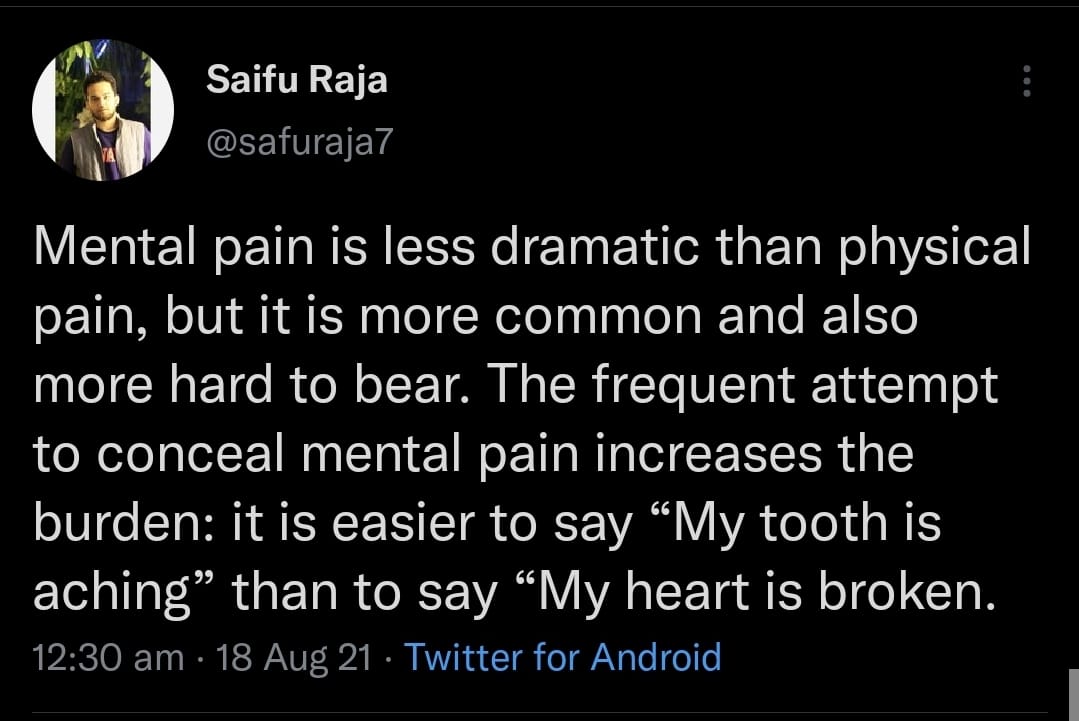 Saifu Raja
@safuraja7
Mental pain is less dramatic than physical
pain, but it is more common and also
more hard to bear. The frequent attempt
to conceal mental pain increases the
burden: it is easier to say “My tooth is
aching” than to say “My heart is broken.
12:30 am · 18 Aug 21 · Twitter for Android